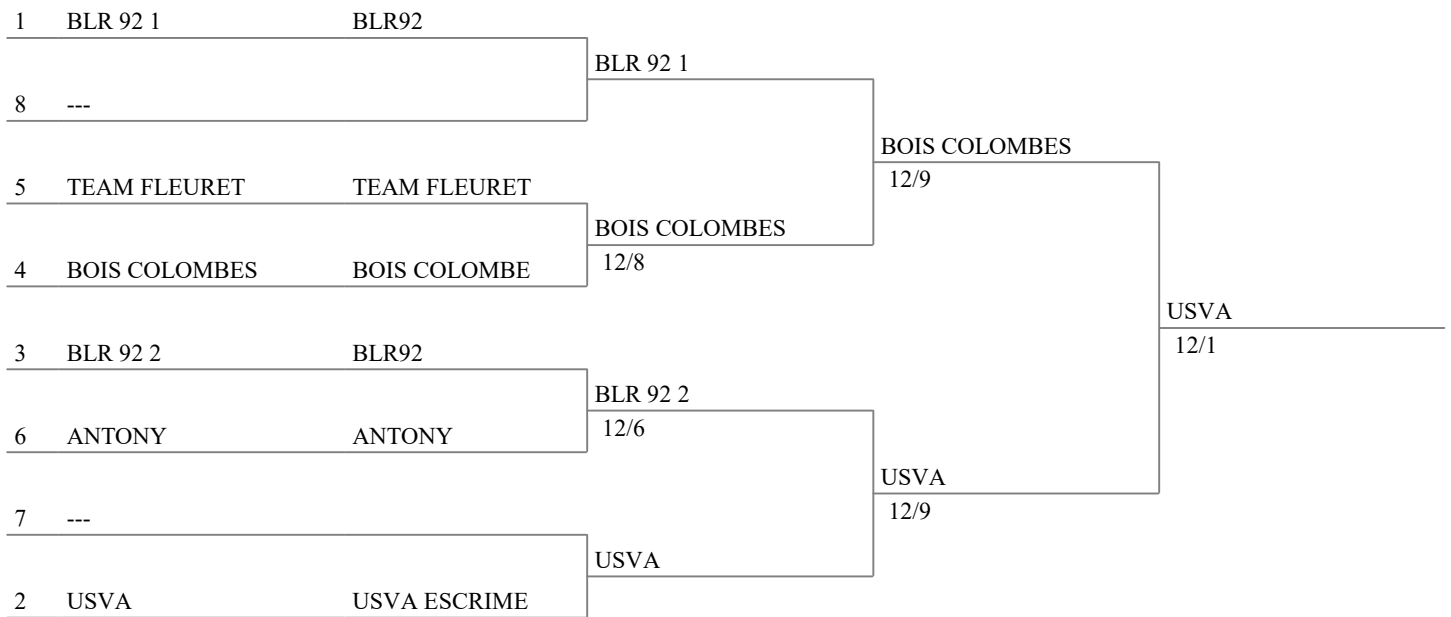 1 BLR 92 1 BLR92
BLR 92 1
8 ---
BOIS COLOMBES
12/9
5 TEAM FLEURET TEAM FLEURET
BOIS COLOMBES
12/8
4 BOIS COLOMBES BOIS COLOMBE
USVA
12/1
3 BLR 92 2 BLR92
BLR 92 2
12/6
6 ANTONY ANTONY
USVA
12/9
7 ---
USVA
2 USVA USVA ESCRIME